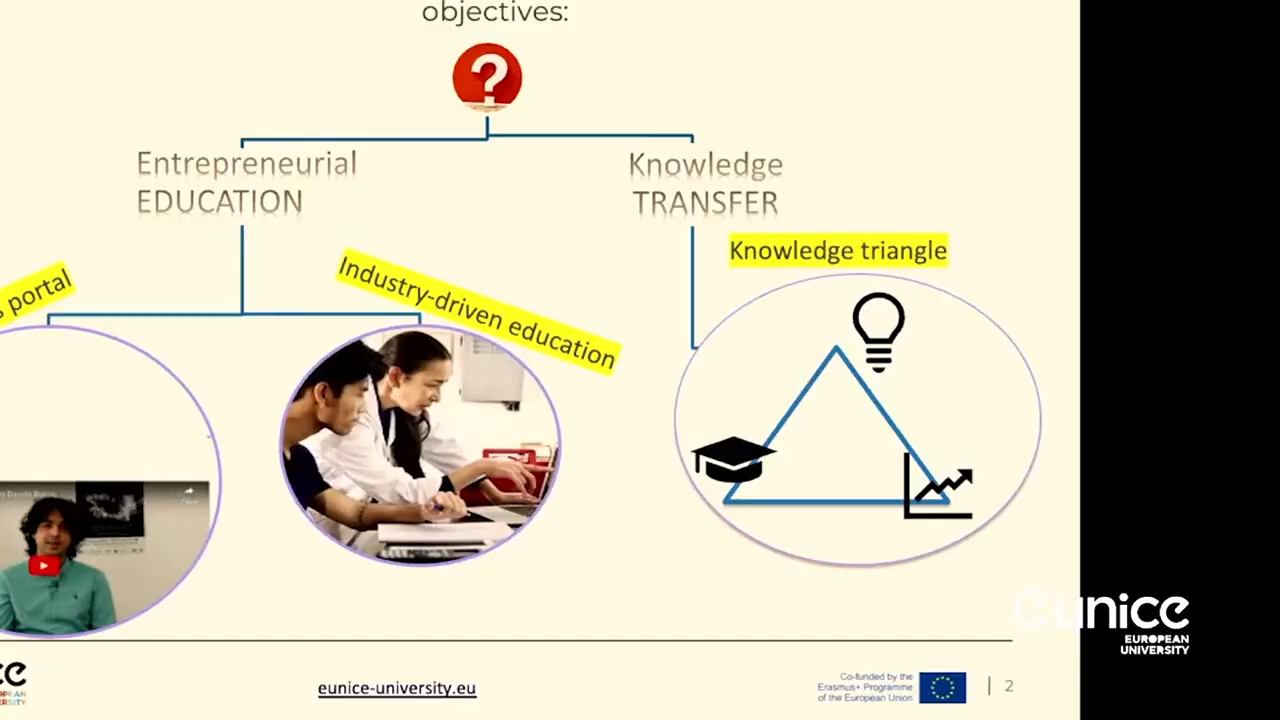 objectives:
Entrepreneurial
EDUCATION
Knowledge
TRANSFER
portal
Industry-driven education
Knowledge triangle
eunice
EUROPEAN
UNIVERSITY
eunice-university.eu
Co-funded by the
Erasmus+ Programme
of the European Union
| 2